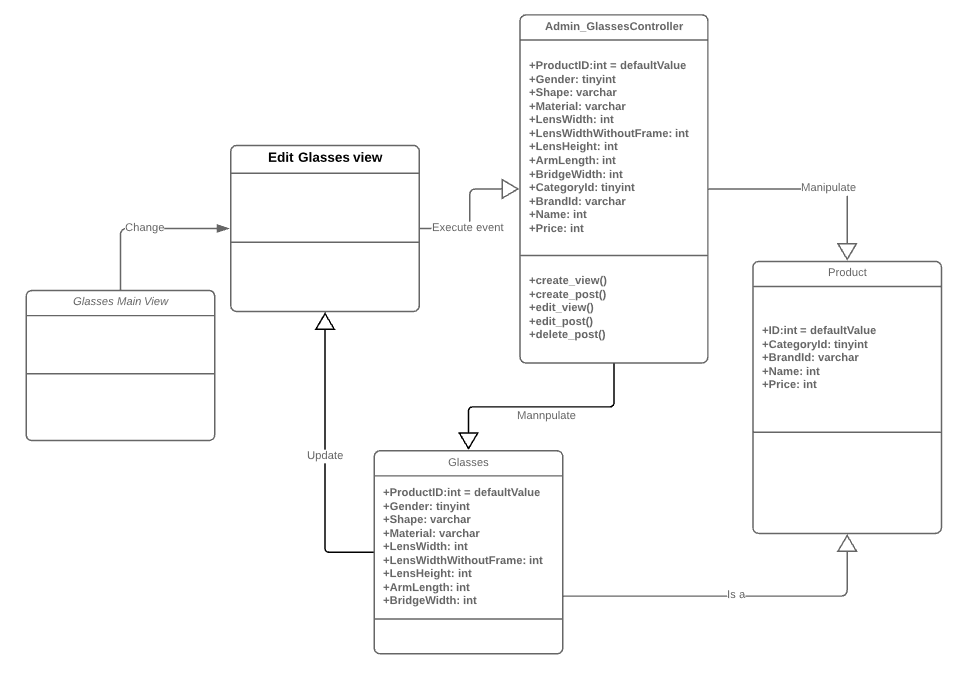 Admin_GlassesController
+ProductID:int = defaultValue
+Gender: tinyint
+Shape: varchar
+Material: varchar
+LensWidth: int
+LensWidthWithoutFrame: int
+LensHeight: int
+ArmLength: int
+BridgeWidth: int
+CategoryId: tinyint
+BrandId: varchar
+Name: int
+Price: int
+create_view()
+create_post()
+edit_view()
+edit_post()
+delete_post()
Edit Glasses view
Change
Execute event
Manipulate
Glasses Main View
Product
+ID:int = defaultValue
+CategoryId: tinyint
+BrandId: varchar
+Name: int
+Price: int
Mannpulate
Update
Glasses
+ProductID:int = defaultValue
+Gender: tinyint
+Shape: varchar
+Material: varchar
+LensWidth: int
+LensWidthWithoutFrame: int
+LensHeight: int
+ArmLength: int
+BridgeWidth: int
Is a